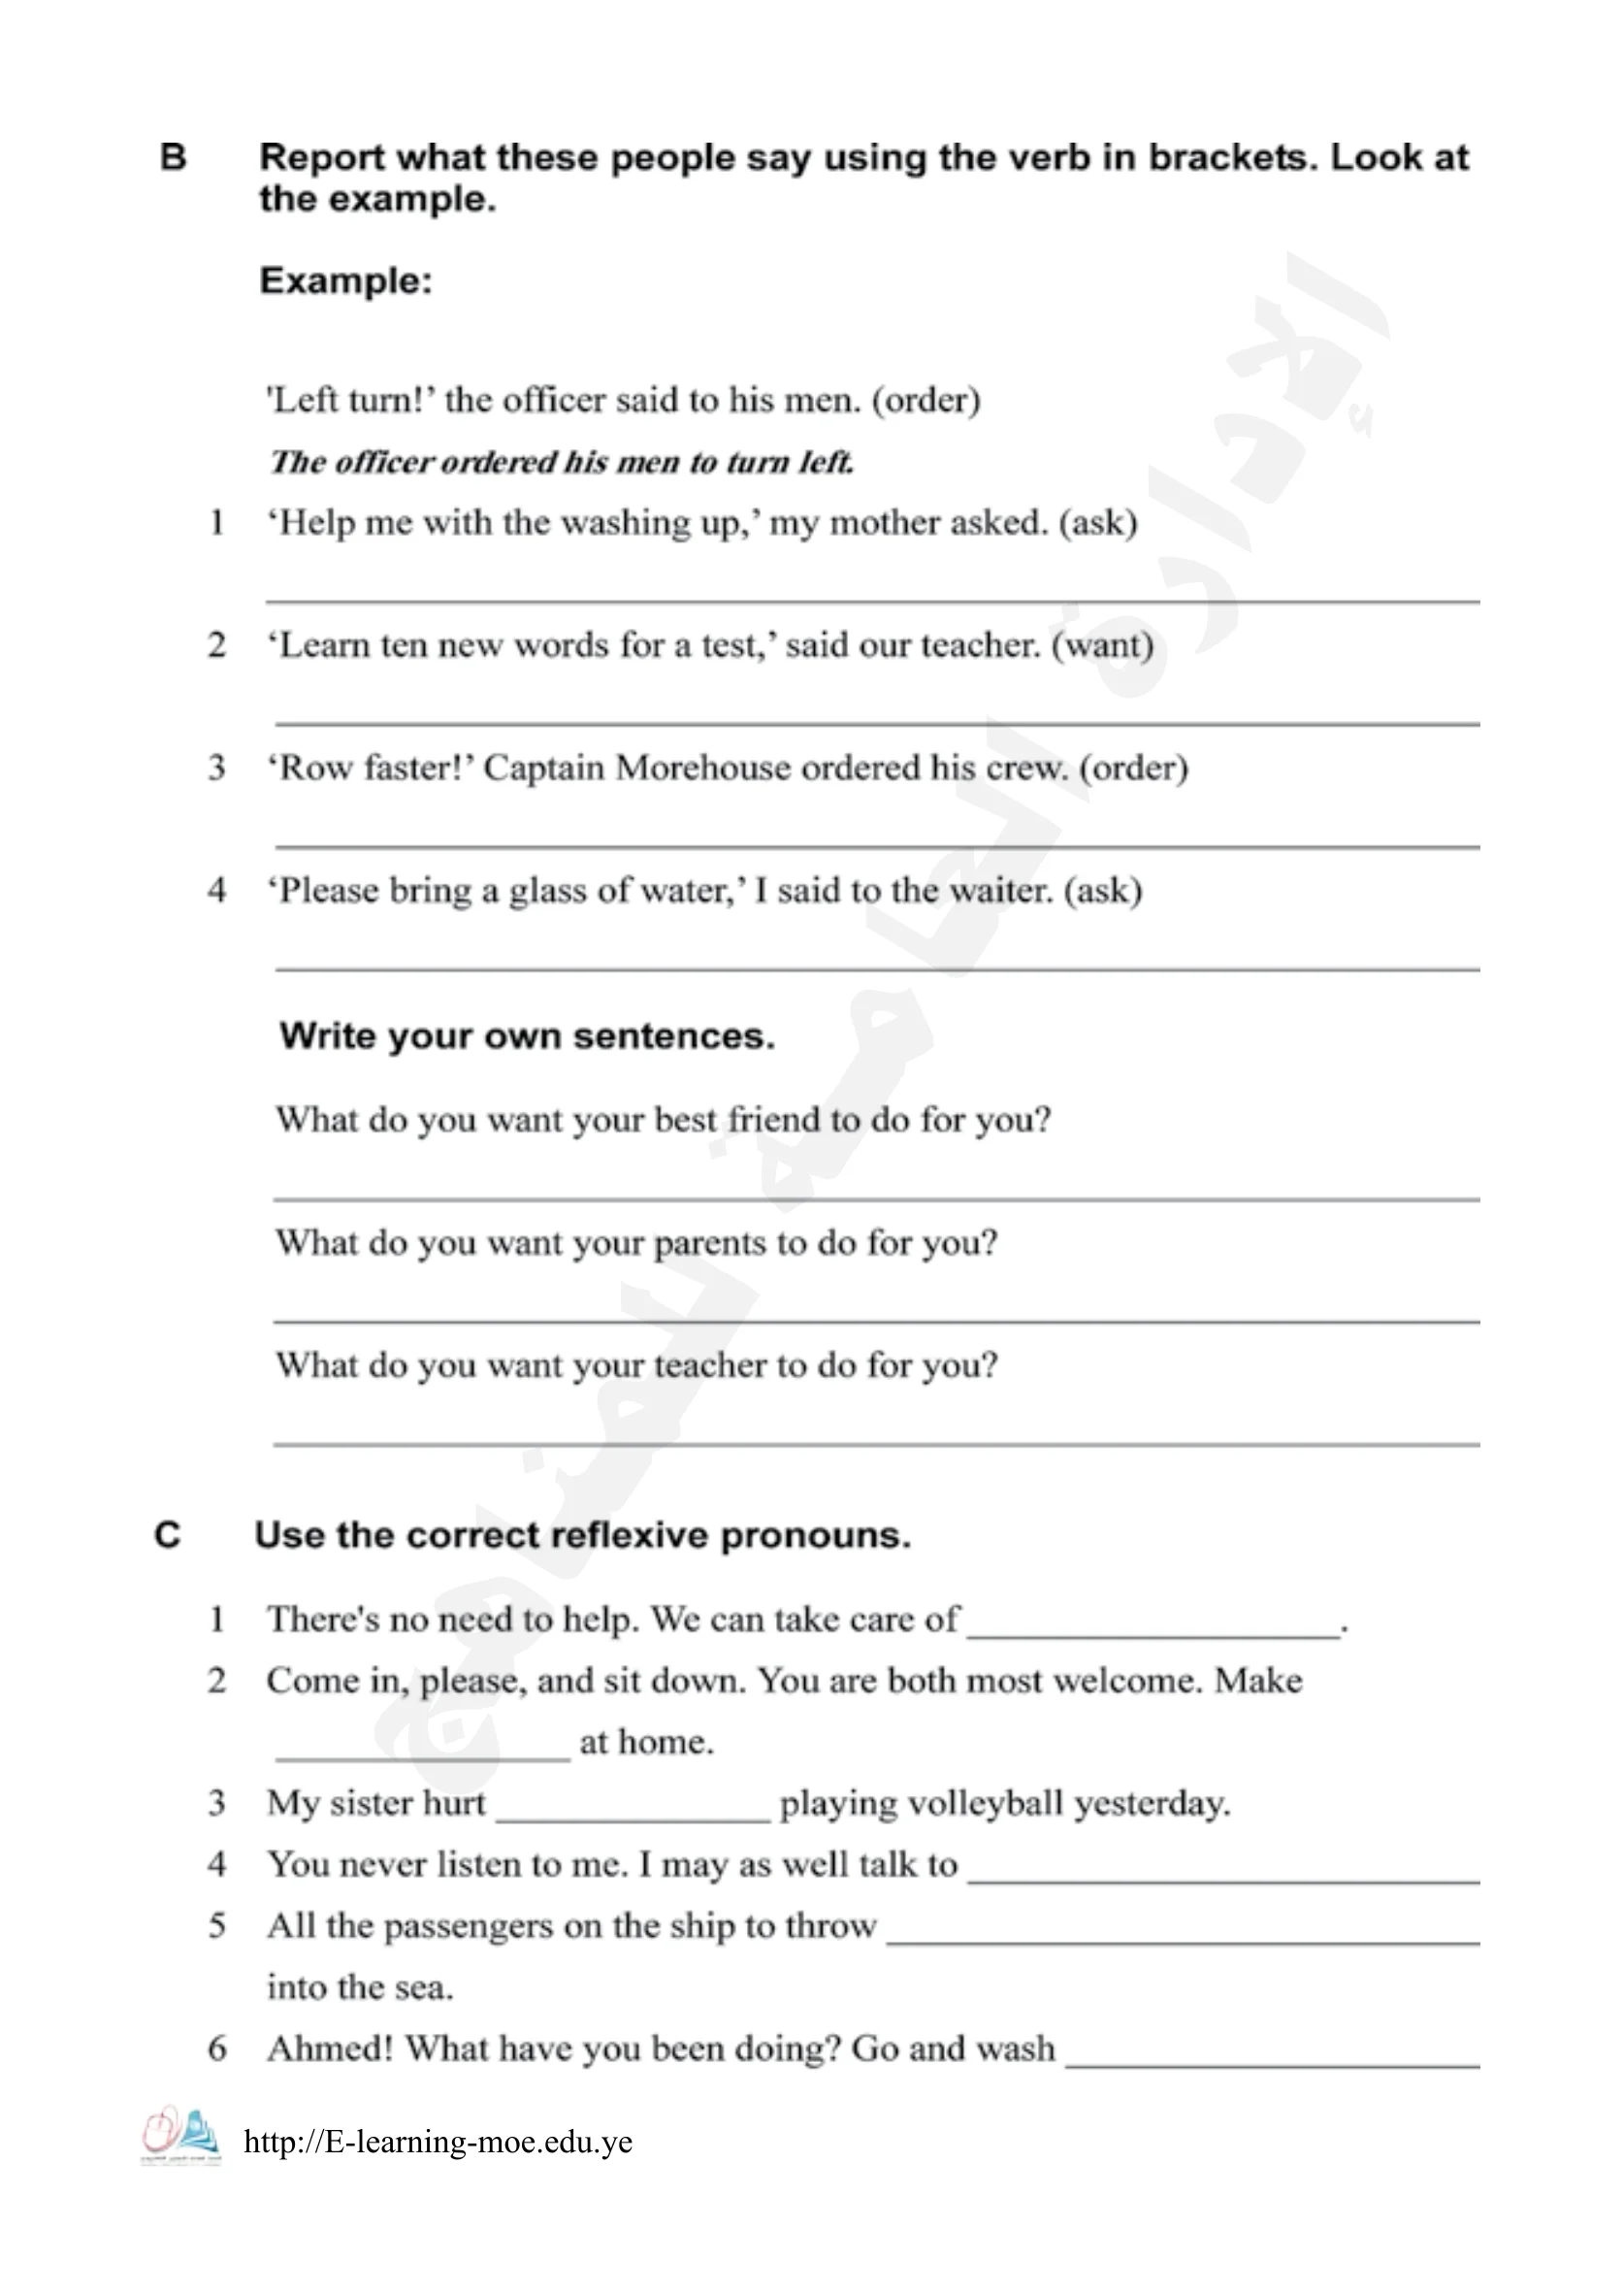 B Report what these people say using the verb in brackets. Look at
the example.
Example:
'Left turn!’ the officer said to his men. (order)
The officer ordered his men to turn left.
1 ‘Help me with the washing up,’ my mother asked. (ask)
2 ‘Learn ten new words for a test,’ said our teacher. (want)
3 ‘Row faster!’ Captain Morehouse ordered his crew. (order)
4 ‘Please bring a glass of water,’ I said to the waiter. (ask)
Write your own sentences.
What do you want your best friend to do for you?
What do you want your parents to do for you?
What do you want your teacher to do for you?
C Use the correct reflexive pronouns.
1 There's no need to help. We can take care of ____________________.
2 Come in, please, and sit down. You are both most welcome. Make
________________ at home.
3 My sister hurt _______________ playing volleyball yesterday.
4 You never listen to me. I may as well talk to ____________________________
5 All the passengers on the ship to throw ________________________________
into the sea.
6 Ahmed! What have you been doing? Go and wash ______________________
http://E-learning-moe.edu.ye
الإدارة العامة للمناهج